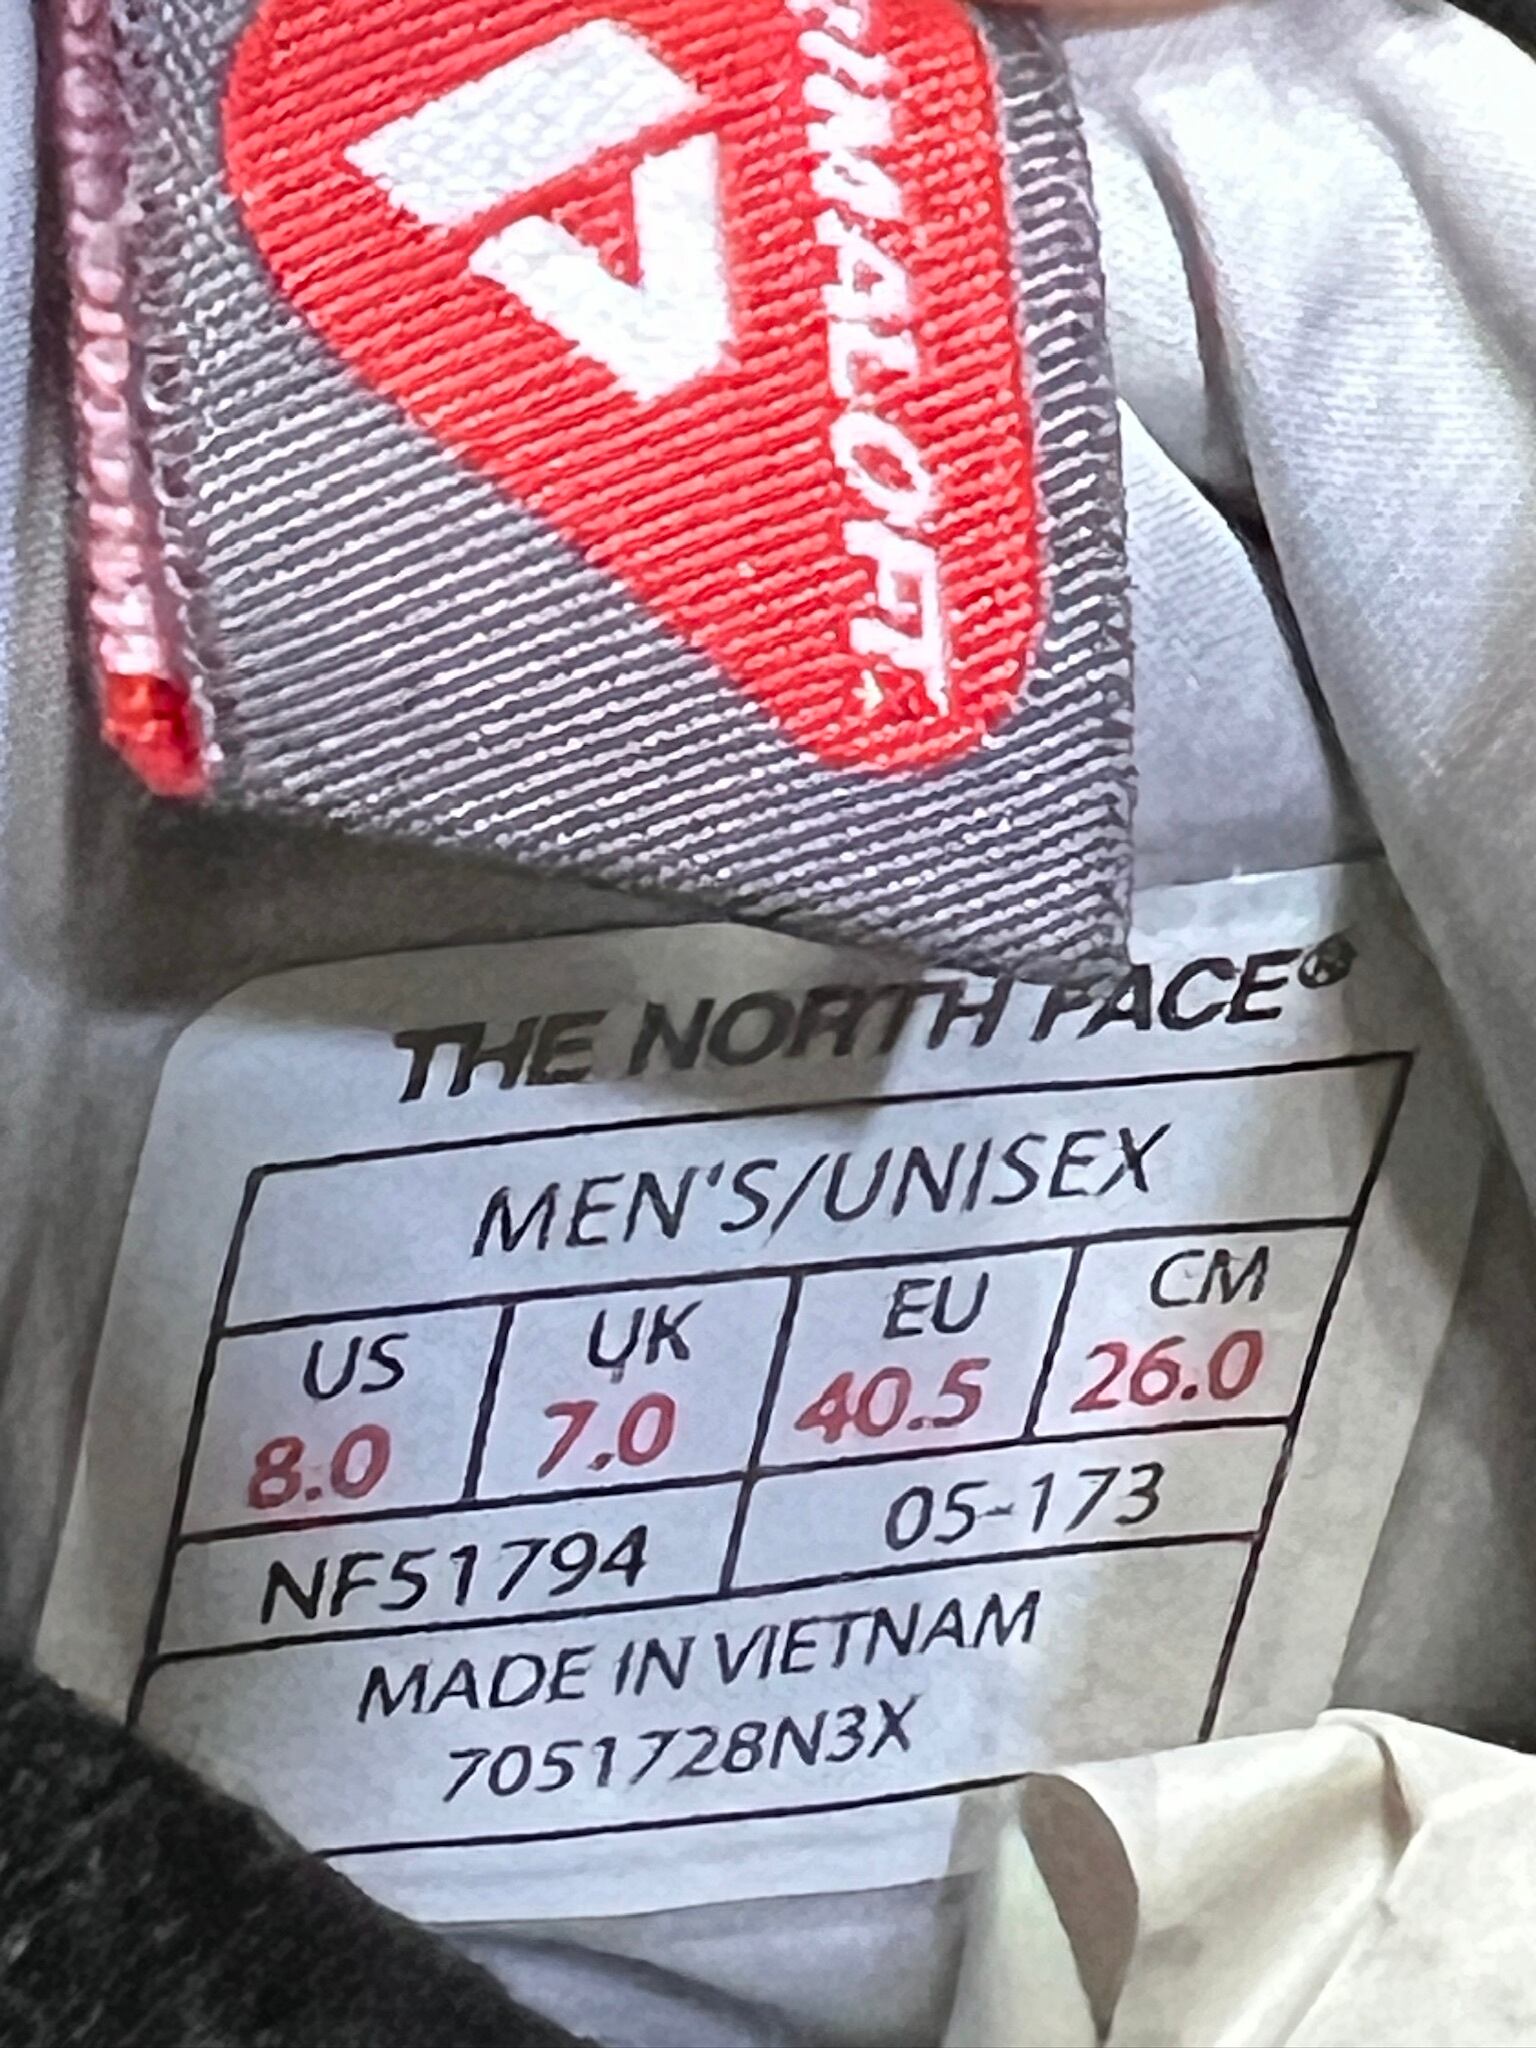 PRIMALOFT
THE NORTH FACE®
MEN'S/UNISEX
US UK EU CM
8.0 7.0 40.5 26.0
NF51794 05-173
MADE IN VIETNAM
7051728N3X